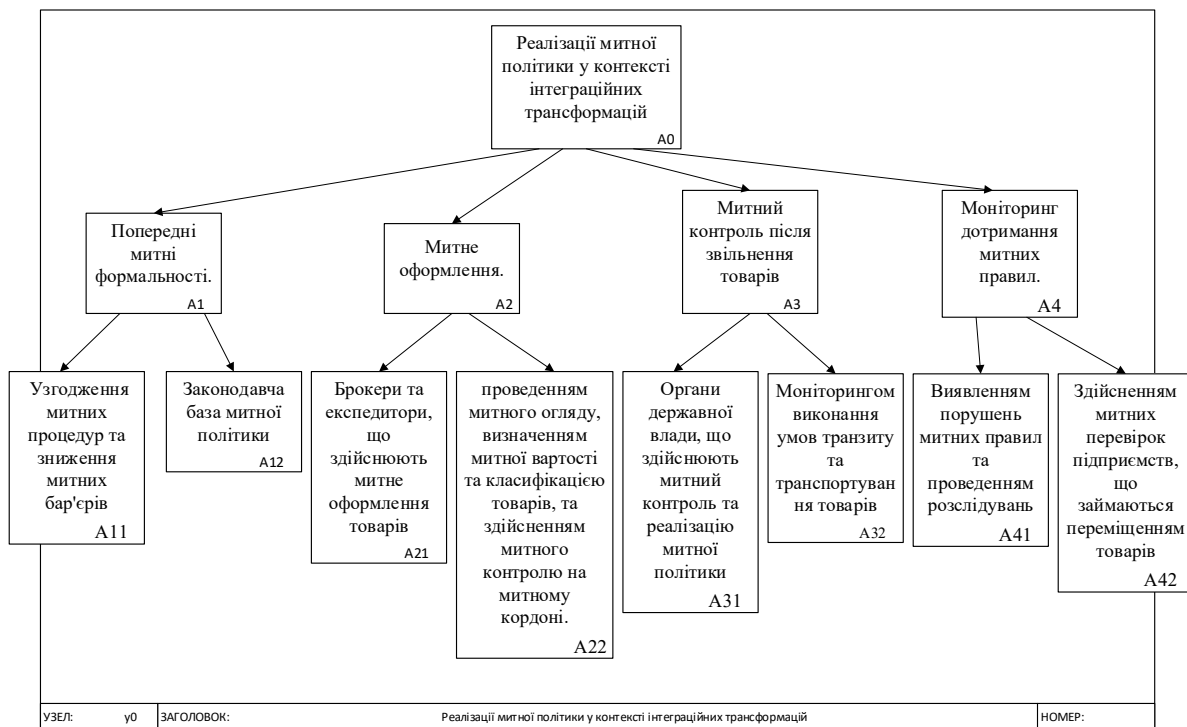 Реалізації митної
політики у контексті
інтеграційних
трансформацій
A0
Попередні
митні
формальності.
A1
Митне
оформлення.
A2
Митний
контроль після
звільнення
товарів
A3
Моніторинг
дотримання
митних
правил.
A4
Узгодження
митних
процедур та
зниження
митних
бар'єрів
A11
Законодавча
база митної
політики
A12
Брокери та
експедитори,
що
здійснюють
митне
оформлення
товарів
A21
проведенням
митного огляду,
визначенням
митної вартості
та класифікацією
товарів, та
здійсненням
митного
контролю на
митному
кордоні.
A22
Органи
державної
влади, що
здійснюють
митний
контроль та
реалізацію
митної
політики
A31
Моніторингом
виконання
умов транзиту
та
транспортуван
ня товарів
A32
Виявленням
порушень
митних правил
та
проведенням
розслідувань
A41
Здійсненням
митних
перевірок
підприємств,
що
займаються
переміщенням
товарів
A42
УЗЕЛ: y0 ЗАГОЛОВОК: Реалізації митної політики у контексті інтеграційних трансформацій НОМЕР: